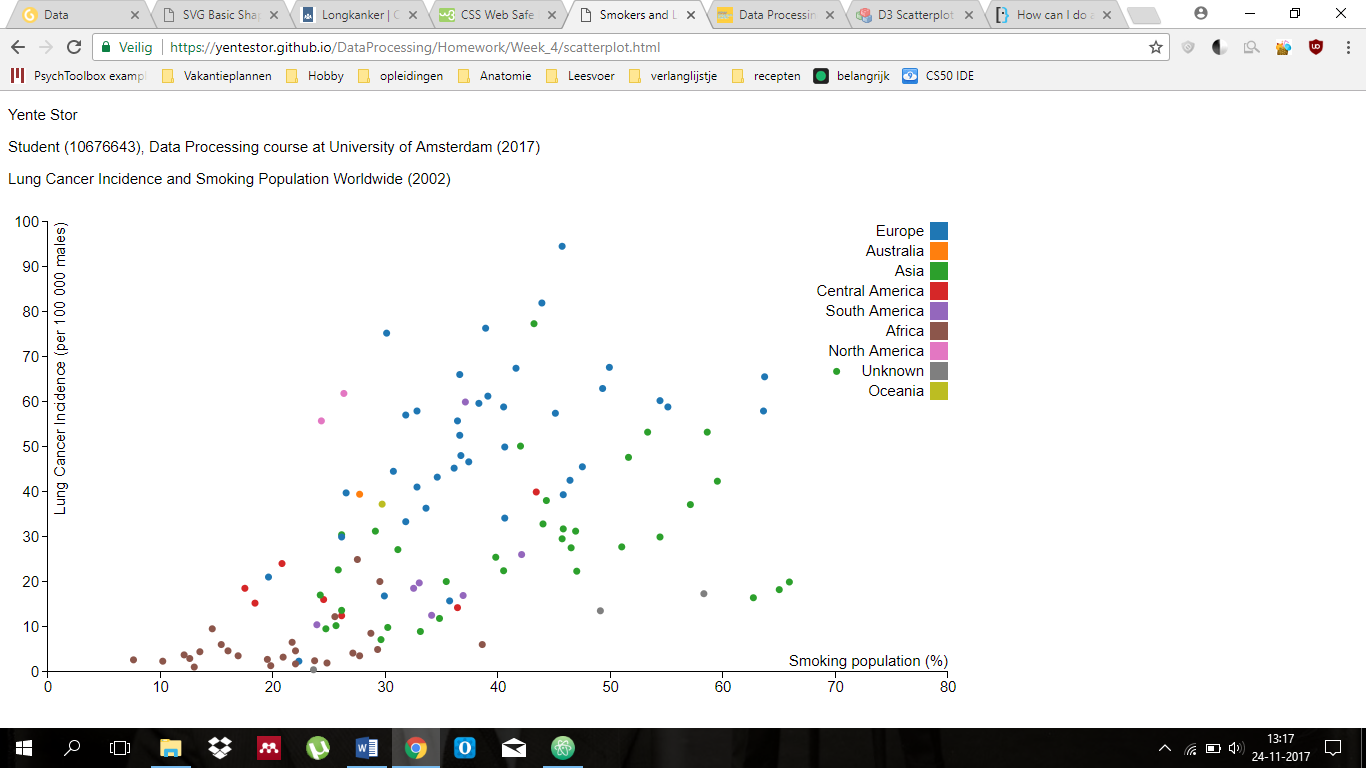 Data SVG Basic Sha Longkanker | C CSS Web Safe Smokers and L Data Processin D3 Scatterplot How can I do a
Veilig https://yentestor.github.io/DataProcessing/Homework/Week_4/scatterplot.html
PsychToolbox exampl Vakantieplannen Hobby opleidingen Anatomie Leesvoer verlanglijstje recepten belangrijk CS50 IDE
Yente Stor
Student (10676643), Data Processing course at University of Amsterdam (2017)
Lung Cancer Incidence and Smoking Population Worldwide (2002)
100
90
80
70
60
50
40
30
20
10
0
Lung Cancer Incidence (per 100 000 males)
Europe
Australia
Asia
Central America
South America
Africa
North America
Unknown
Oceania
Smoking population (%)
0 10 20 30 40 50 60 70 80
13:17
24-11-2017